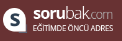 S sorubak.com
EĞİTİMDE ÖNCÜ ADRES